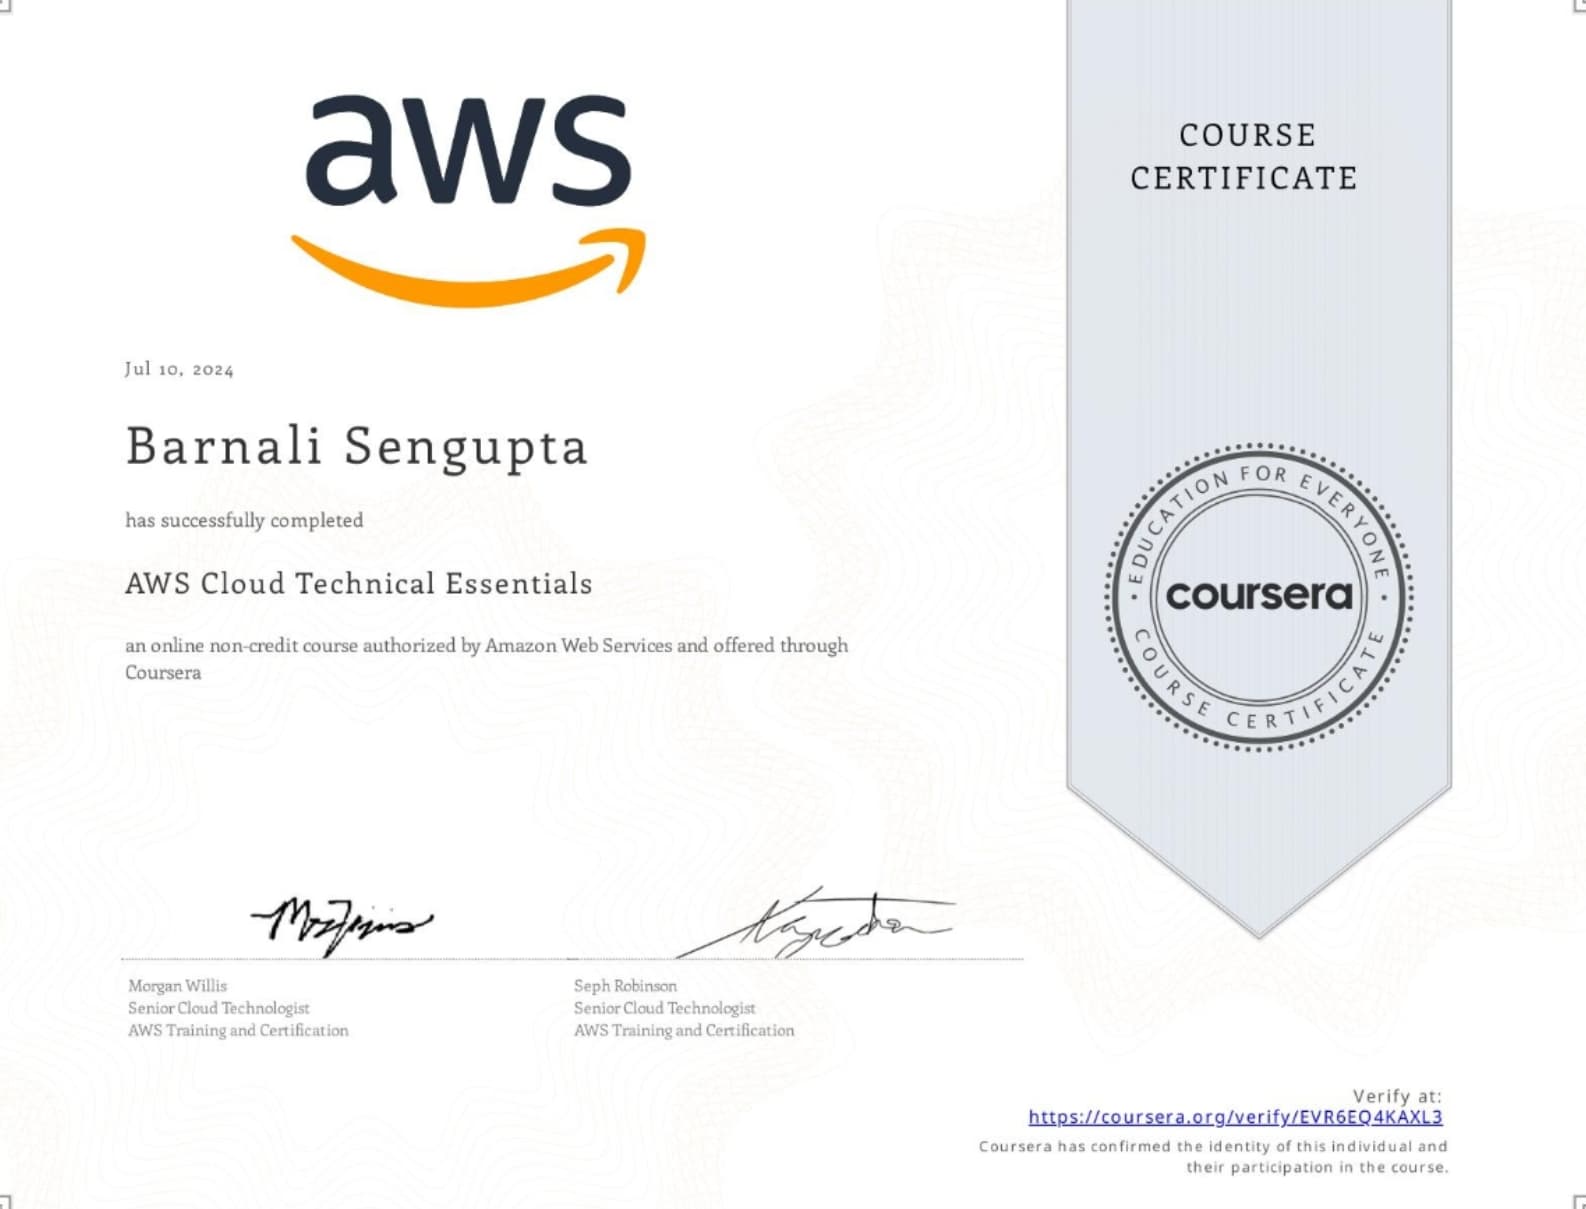 aws
COURSE
CERTIFICATE
Jul 10, 2024
Barnali Sengupta
has successfully completed
AWS Cloud Technical Essentials
an online non-credit course authorized by Amazon Web Services and offered through
Coursera
EDUCATION FOR EVERYONE
coursera
COURSE CERTIFICATE
Morgan Willis
Senior Cloud Technologist
AWS Training and Certification
Seph Robinson
Senior Cloud Technologist
AWS Training and Certification
Verify at:
https://coursera.org/verify/EVR6EQ4KAXL3
Coursera has confirmed the identity of this individual and
their participation in the course.